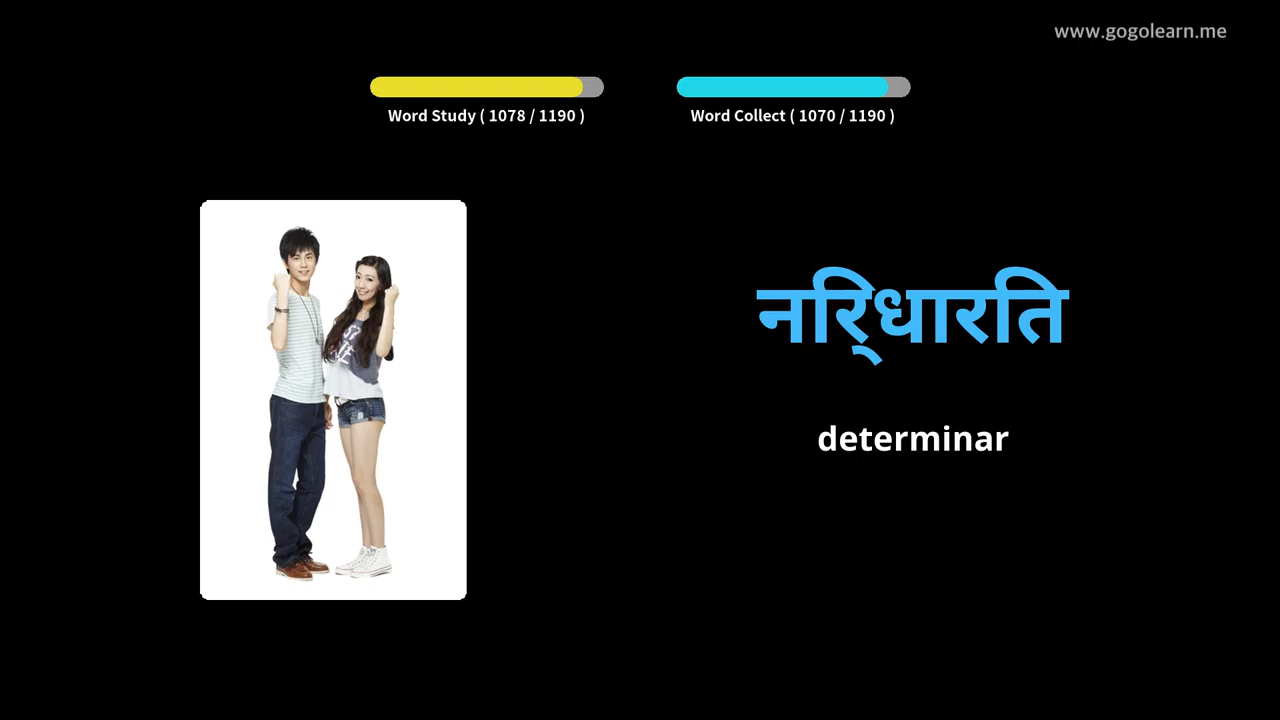 www.gogolearn.me
Word Study ( 1078 / 1190 )
Word Collect ( 1070 / 1190 )
नरि्धारति
determinar